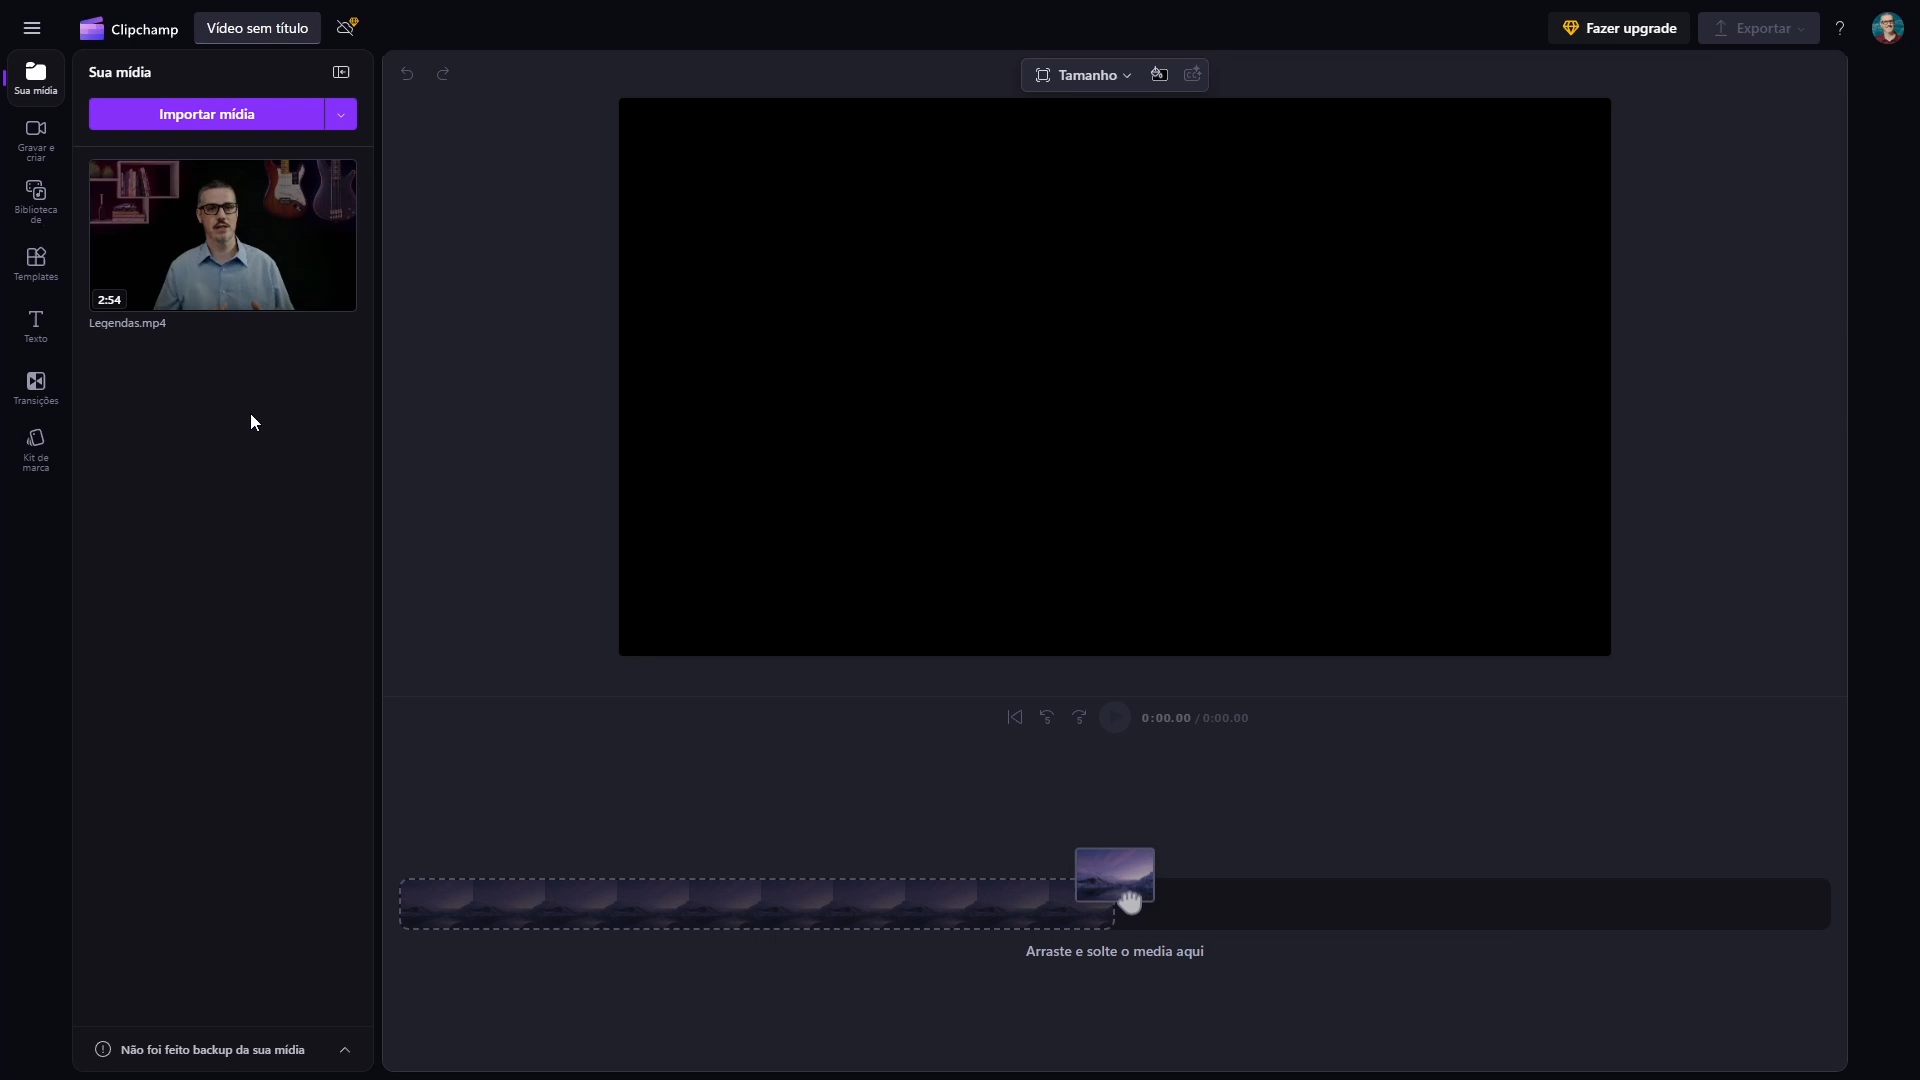 Clipchamp
Vídeo sem título
Fazer upgrade
Exportar
?
Sua mídia
Sua mídia
Importar mídia
Tamanho
Gravar e
criar
Biblioteca
de
Templates
Texto
Transições
Kit de
marca
2:54
Legendas.mp4
5
5
0:00.00 / 0:00.00
Arraste e solte o media aqui
Não foi feito backup da sua mídia